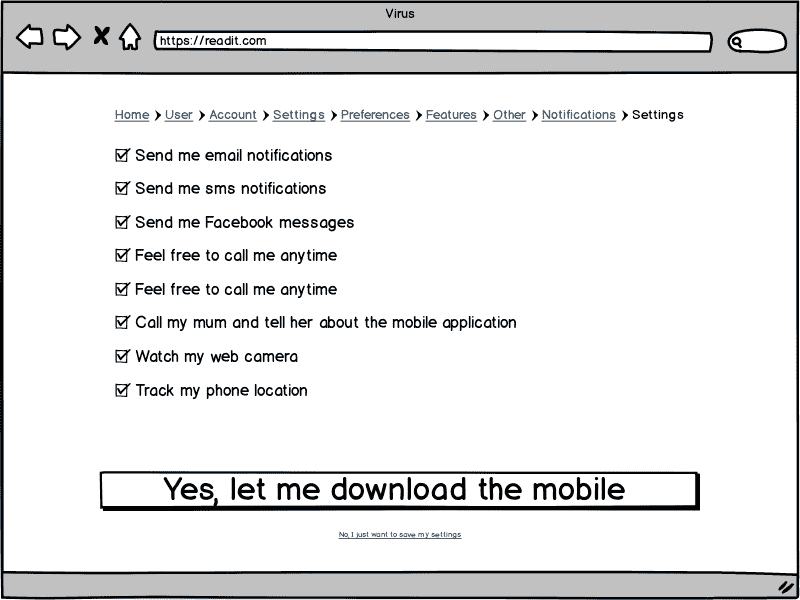 Virus
https://readit.com
Home > User > Account > Settings > Preferences > Features > Other > Notifications > Settings
Send me email notifications
Send me sms notifications
Send me Facebook messages
Feel free to call me anytime
Feel free to call me anytime
Call my mum and tell her about the mobile application
Watch my web camera
Track my phone location
Yes, let me download the mobile
No, I just want to save my settings